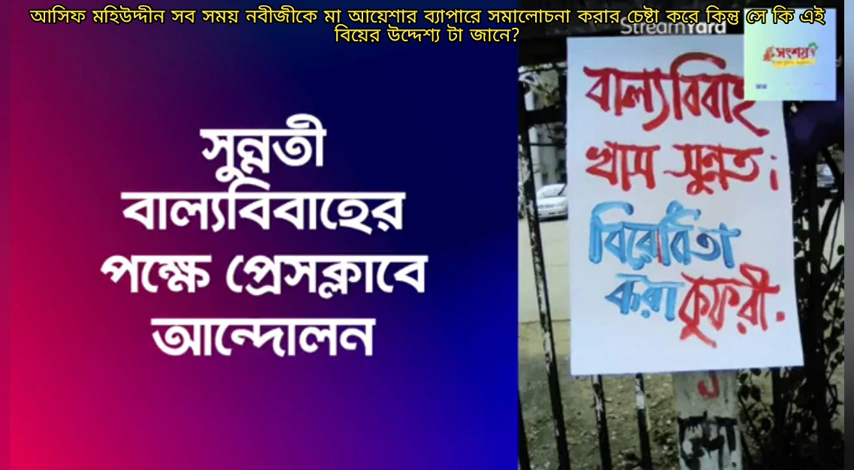 আসিফ মহিউদ্দীন সব সময় নবীজীকে মা আয়েশার ব্যাপারে সমালোচনা করার চেষ্টা করে কিন্তু সে কি এই
বিয়ের উদ্দেশ্য টা জানে?
StreamYard
সংশয়
সুন্নতী
বাল্যবিবাহের
পক্ষে প্রেসক্লাবে
আন্দোলন
বাল্যবিবাহ
খাস সুন্নত;
করা কুফরী.